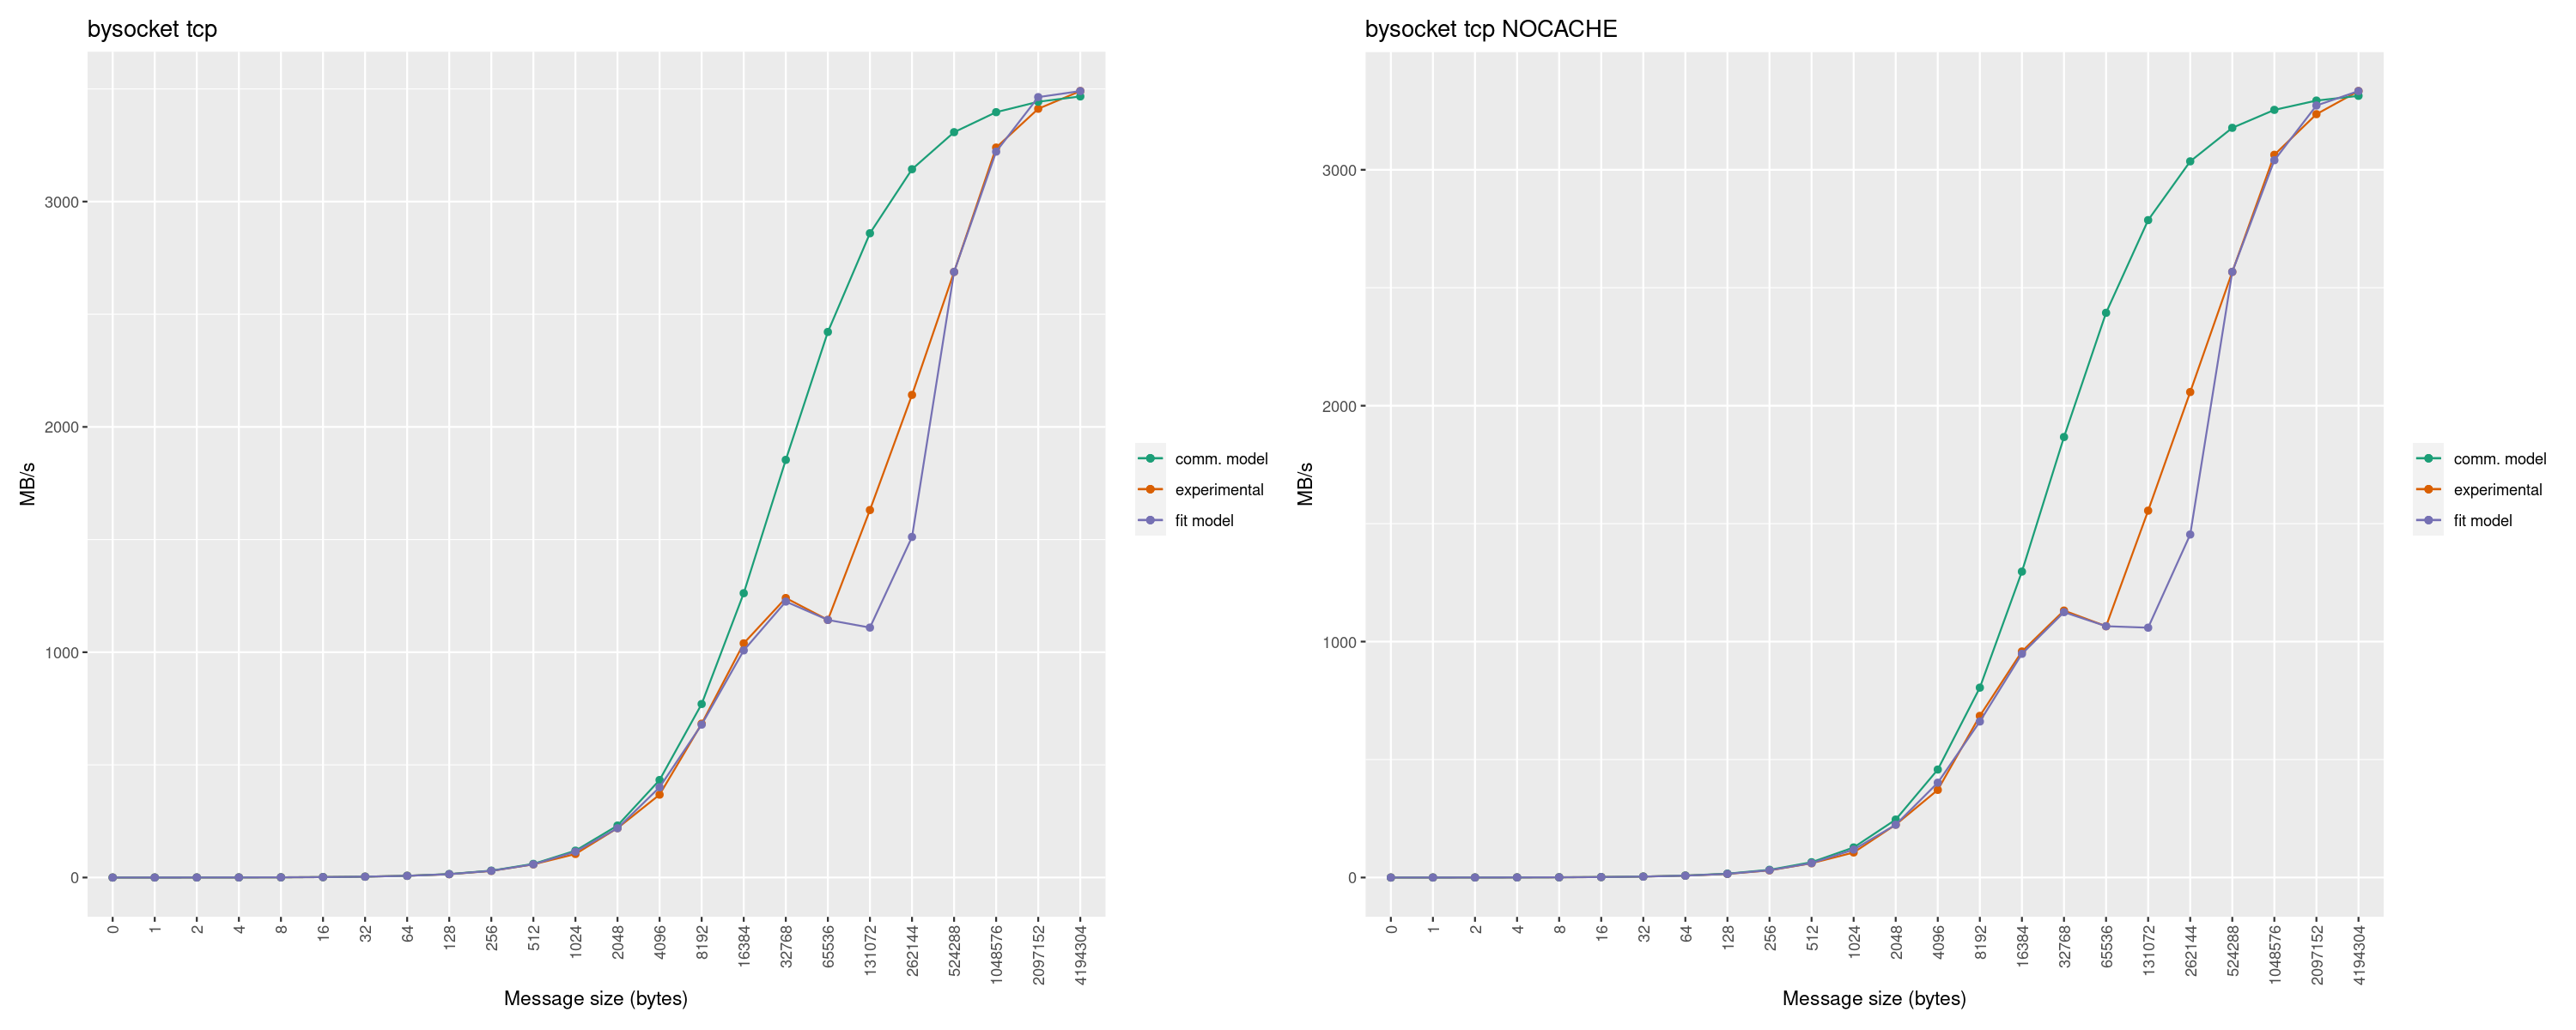 bysocket tcp
MB/s
3000
2000
1000
0
0 1 2 4 8 16 32 64 128 256 512 1024 2048 4096 8192 16384 32768 65536 131072 262144 524288 1048576 2097152 4194304
Message size (bytes)
comm. model
experimental
fit model
bysocket tcp NOCACHE
MB/s
3000
2000
1000
0
0 1 2 4 8 16 32 64 128 256 512 1024 2048 4096 8192 16384 32768 65536 131072 262144 524288 1048576 2097152 4194304
Message size (bytes)
comm. model
experimental
fit model